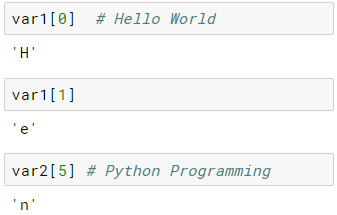 var1[0]  # Hello World
'H'
var1[1]
'e'
var2[5] # Python Programming
'n'